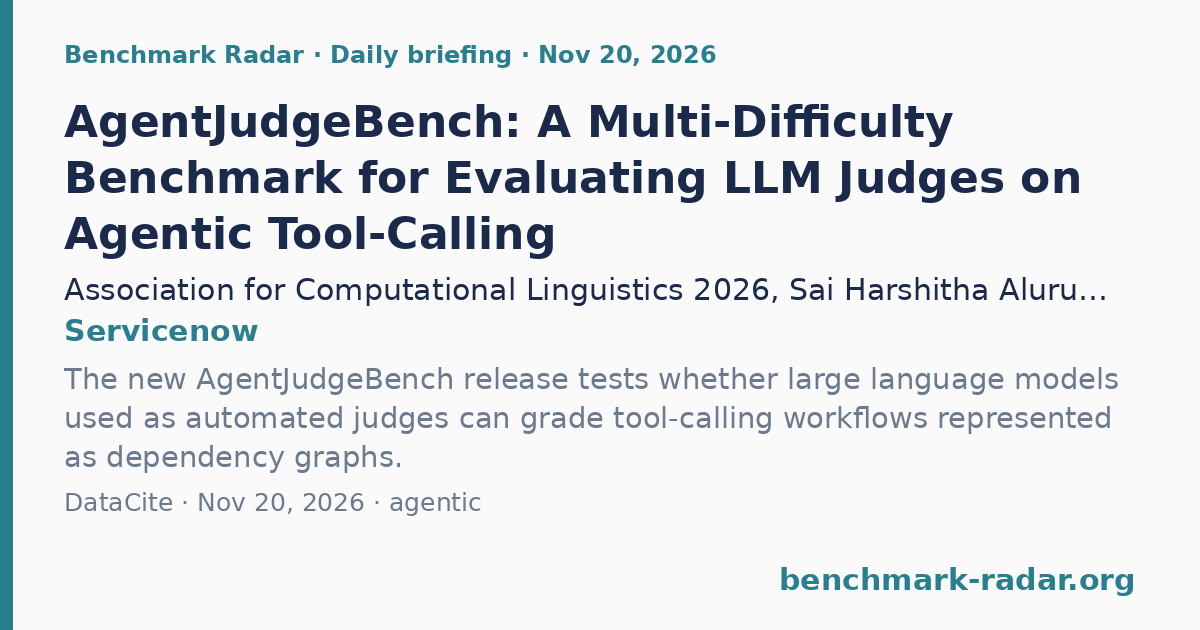 Benchmark Radar · Daily briefing · Nov 20, 2026
AgentJudgeBench: A Multi-Difficulty
Benchmark for Evaluating LLM Judges on
Agentic Tool-Calling
Association for Computational Linguistics 2026, Sai Harshitha Aluru...
Servicenow
The new AgentJudgeBench release tests whether large language models
used as automated judges can grade tool-calling workflows represented
as dependency graphs.
DataCite · Nov 20, 2026 · agentic
benchmark-radar.org